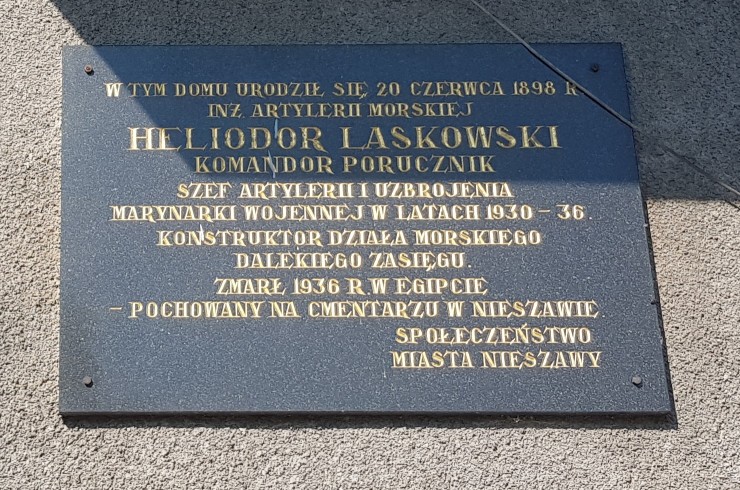 W TYM DOMU URODZIŁ SIĘ 20 CZERWCA 1898 R.
INŻ. ARTYLERII MORSKIEJ
HELIODOR LASKOWSKI
KOMANDOR PORUCZNIK
SZEF ARTYLERII I UZBROJENIA
MARYNARKI WOJENNEJ W LATACH 1930 – 36.
KONSTRUKTOR DZIAŁA MORSKIEGO
DALEKIEGO ZASIĘGU.
ZMARŁ 1936 R. W EGIPCIE
– POCHOWANY NA CMENTARZU W NIESZAWIE.
SPOŁECZEŃSTWO
MIASTA NIESZAWY